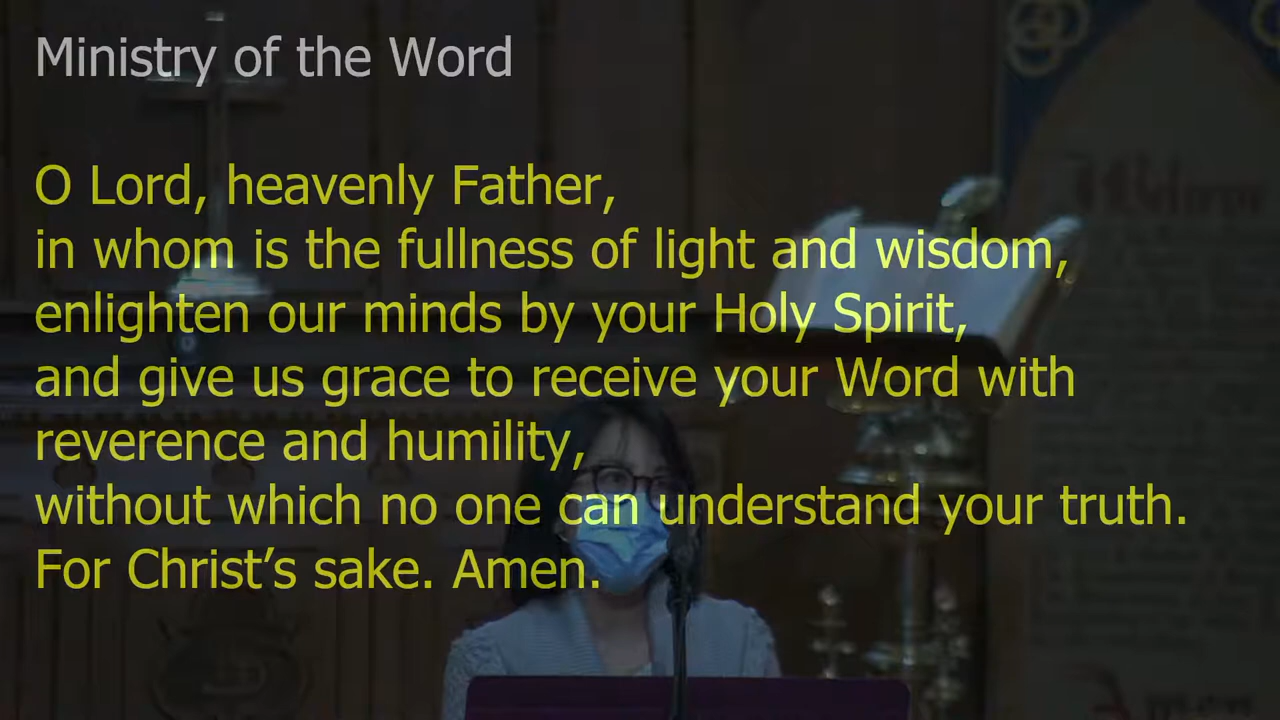 Ministry of the Word
O Lord, heavenly Father,
in whom is the fullness of light and wisdom,
enlighten our minds by your Holy Spirit,
and give us grace to receive your Word with
reverence and humility,
without which no one can understand your truth.
For Christ’s sake. Amen.
Amen